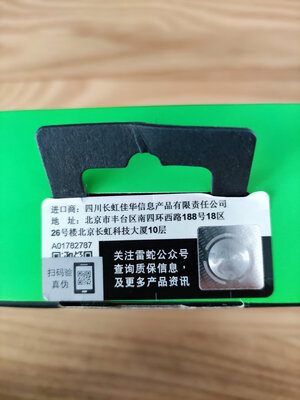 进口商：四川长虹佳华信息产品有限责任公司
地 址：北京市丰台区南四环西路188号18区
26号楼北京长虹科技大厦10层
A01782787
扫码验
真伪
关注雷蛇公众号
查询质保信息，
及更多产品资讯